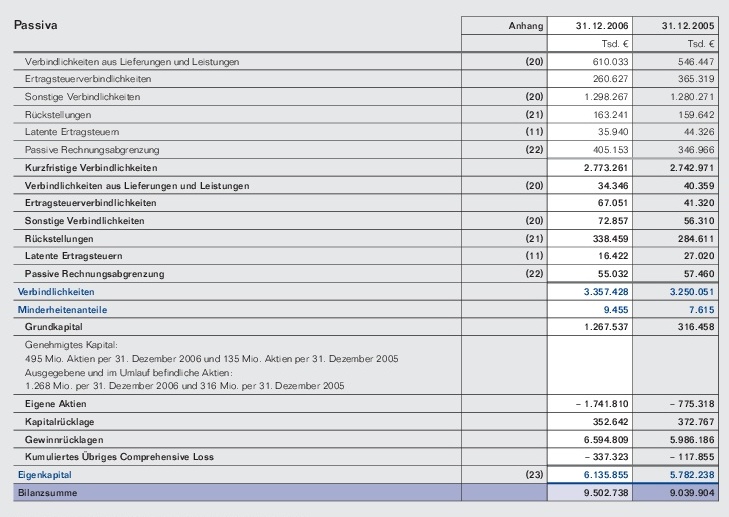 Passiva Anhang 31.12.2006 31.12.2005
Tsd. € Tsd. €
Verbindlichkeiten aus Lieferungen und Leistungen (20) 610.033 546.447
Ertragsteuerverbindlichkeiten 260.627 365.319
Sonstige Verbindlichkeiten (20) 1.298.267 1.280.271
Rückstellungen (21) 163.241 159.642
Latente Ertragsteuern (11) 35.940 44.326
Passive Rechnungsabgrenzung (22) 405.153 346.966
Kurzfristige Verbindlichkeiten 2.773.261 2.742.971
Verbindlichkeiten aus Lieferungen und Leistungen (20) 34.346 40.359
Ertragsteuerverbindlichkeiten 67.051 41.320
Sonstige Verbindlichkeiten (20) 72.857 56.310
Rückstellungen (21) 338.459 284.611
Latente Ertragsteuern (11) 16.422 27.020
Passive Rechnungsabgrenzung (22) 55.032 57.460
Verbindlichkeiten 3.357.428 3.250.051
Minderheitenanteile 9.455 7.615
Grundkapital 1.267.537 316.458
Genehmigtes Kapital:
495 Mio. Aktien per 31. Dezember 2006 und 135 Mio. Aktien per 31. Dezember 2005
Ausgegebene und im Umlauf befindliche Aktien:
1.268 Mio. per 31. Dezember 2006 und 316 Mio. per 31. Dezember 2005
Eigene Aktien – 1.741.810 – 775.318
Kapitalrücklage 352.642 372.767
Gewinnrücklagen 6.594.809 5.986.186
Kumuliertes Übriges Comprehensive Loss – 337.323 – 117.855
Eigenkapital (23) 6.135.855 5.782.238
Bilanzsumme 9.502.738 9.039.904